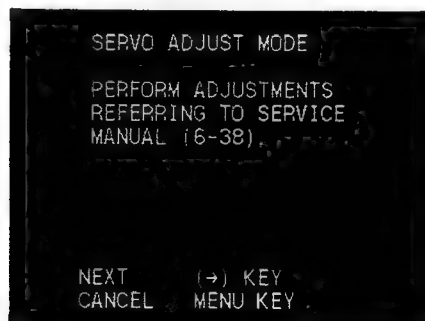 SERVO ADJUST MODE
PERFORM ADJUSTMENTS
REFERRING TO SERVICE
MANUAL (6-38).
NEXT (→) KEY
CANCEL MENU KEY